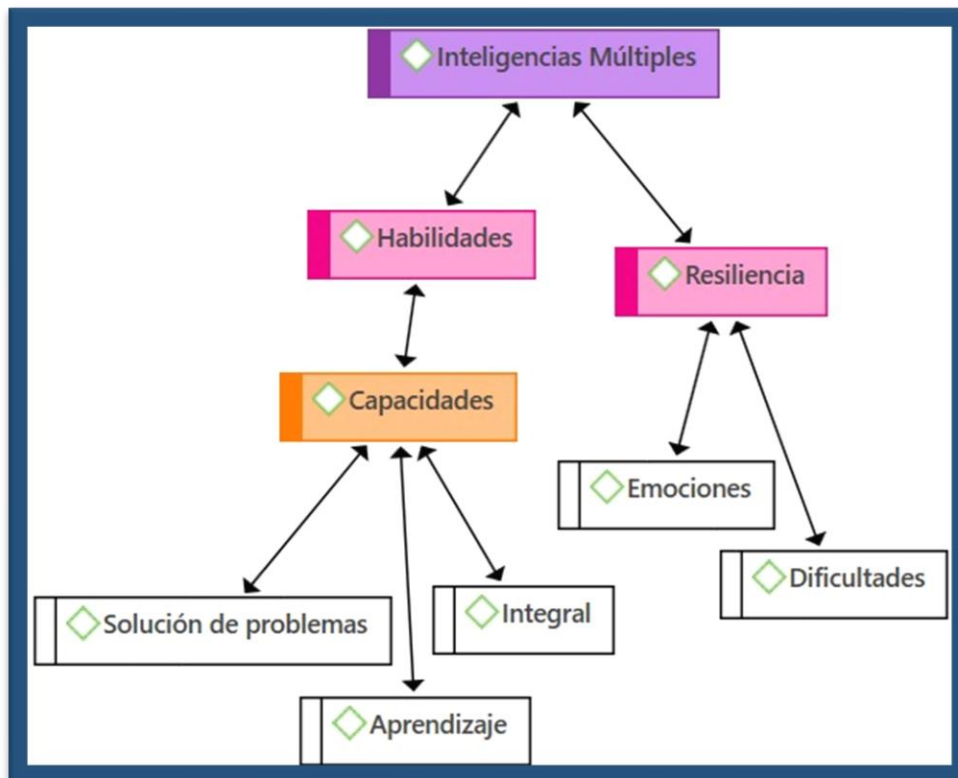 Inteligencias Múltiples
Habilidades
Resiliencia
Capacidades
Emociones
Dificultades
Solución de problemas
Integral
Aprendizaje